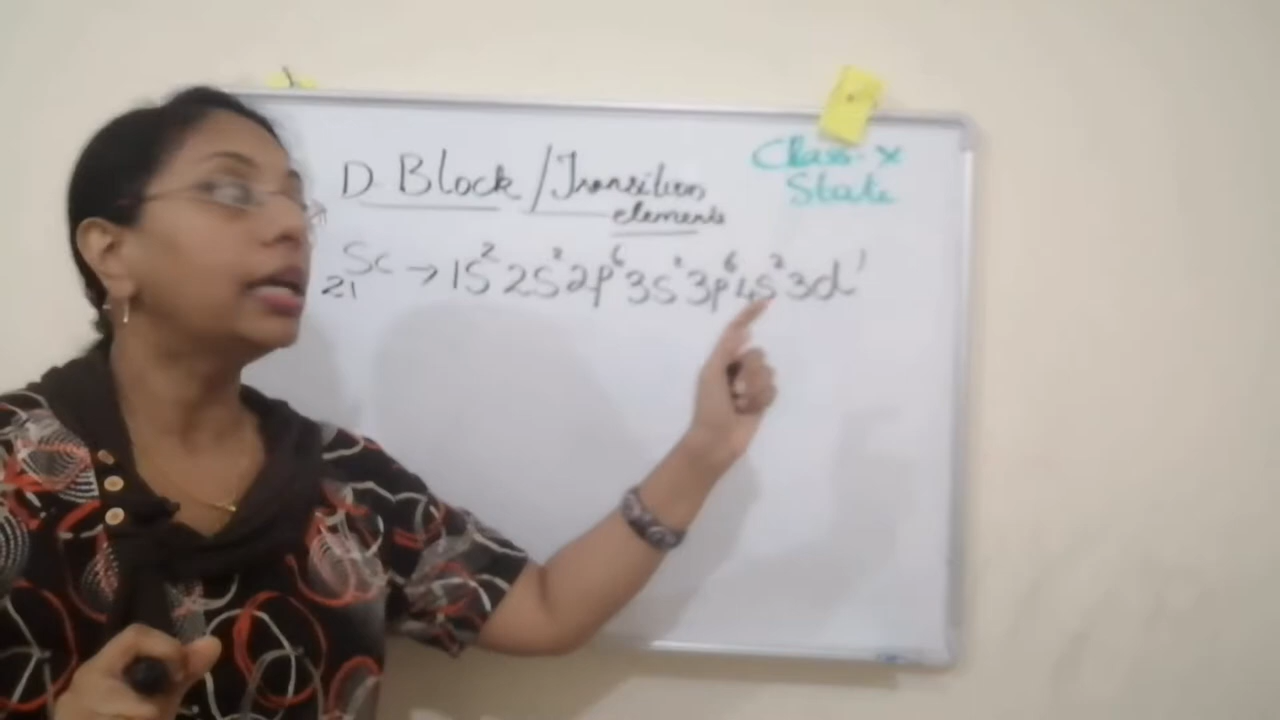 D Block / Transition
elements
Class - X
State
₂₁Sc → 1S² 2S² 2p⁶ 3S² 3p⁶ 4S² 3d¹